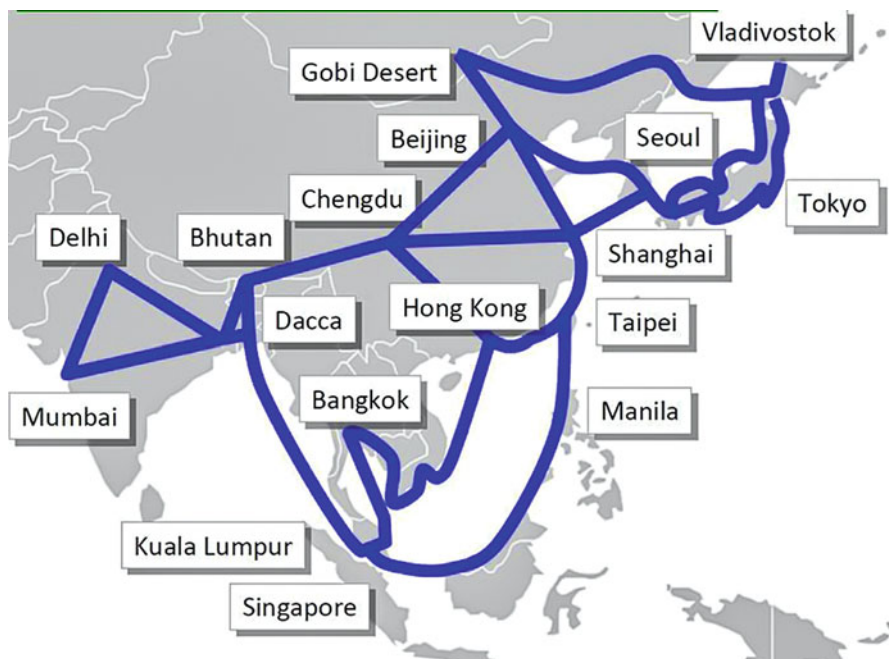 Vladivostok
Gobi Desert
Beijing
Seoul
Chengdu
Tokyo
Delhi
Bhutan
Shanghai
Dacca
Hong Kong
Taipei
Bangkok
Manila
Mumbai
Kuala Lumpur
Singapore